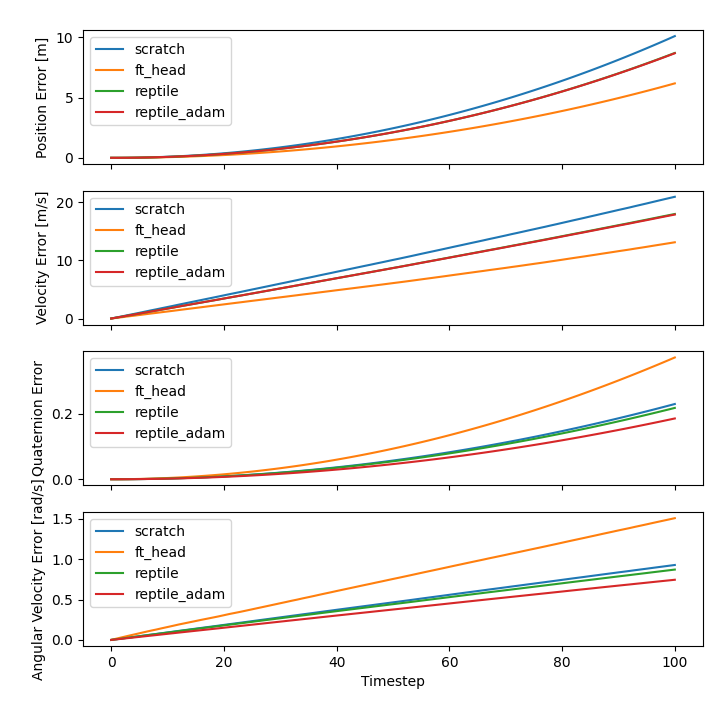 Position Error [m]
10
5
0
scratch
ft_head
reptile
reptile_adam
Velocity Error [m/s]
20
10
0
scratch
ft_head
reptile
reptile_adam
Quaternion Error
0.2
0.0
scratch
ft_head
reptile
reptile_adam
Angular Velocity Error [rad/s]
1.5
1.0
0.5
0.0
scratch
ft_head
reptile
reptile_adam
0 20 40 60 80 100
Timestep